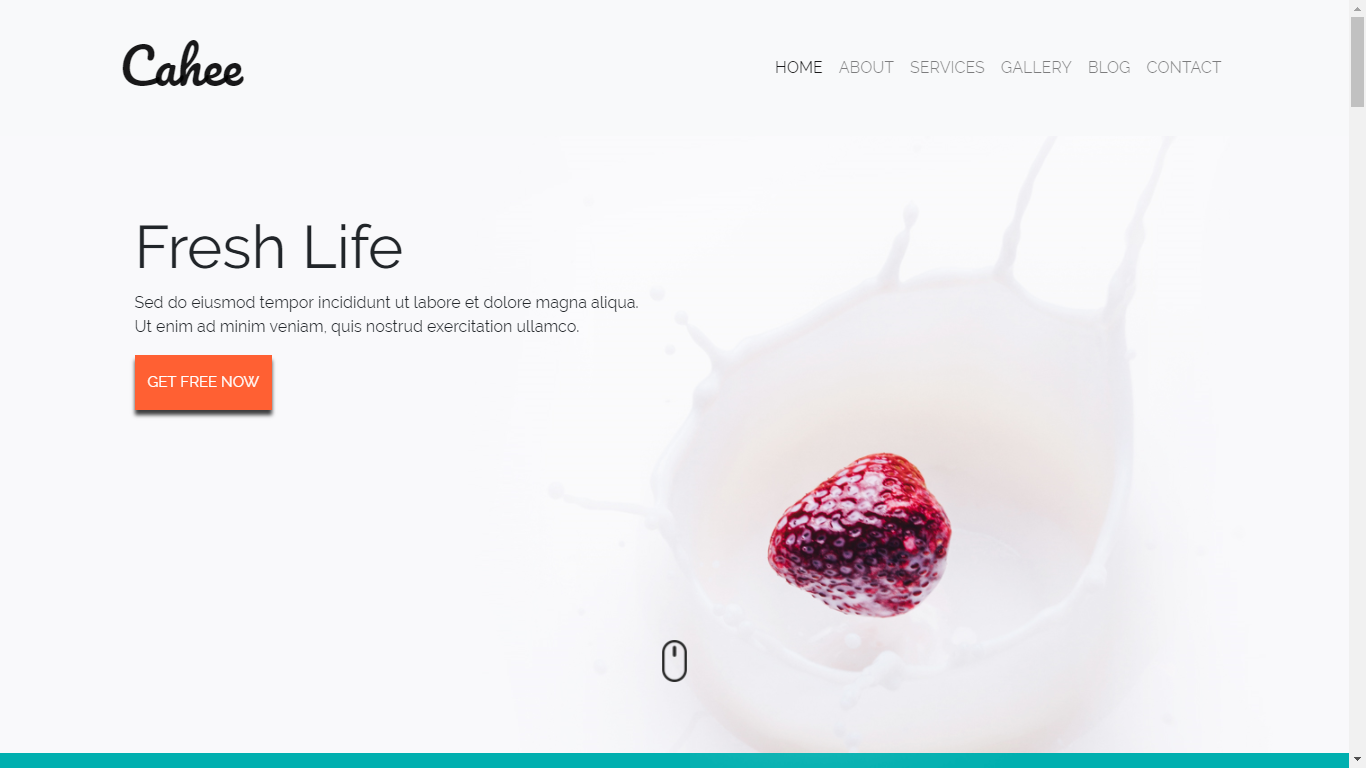 Cahee
HOME ABOUT SERVICES GALLERY BLOG CONTACT
Fresh Life
Sed do eiusmod tempor incididunt ut labore et dolore magna aliqua.
Ut enim ad minim veniam, quis nostrud exercitation ullamco.
GET FREE NOW